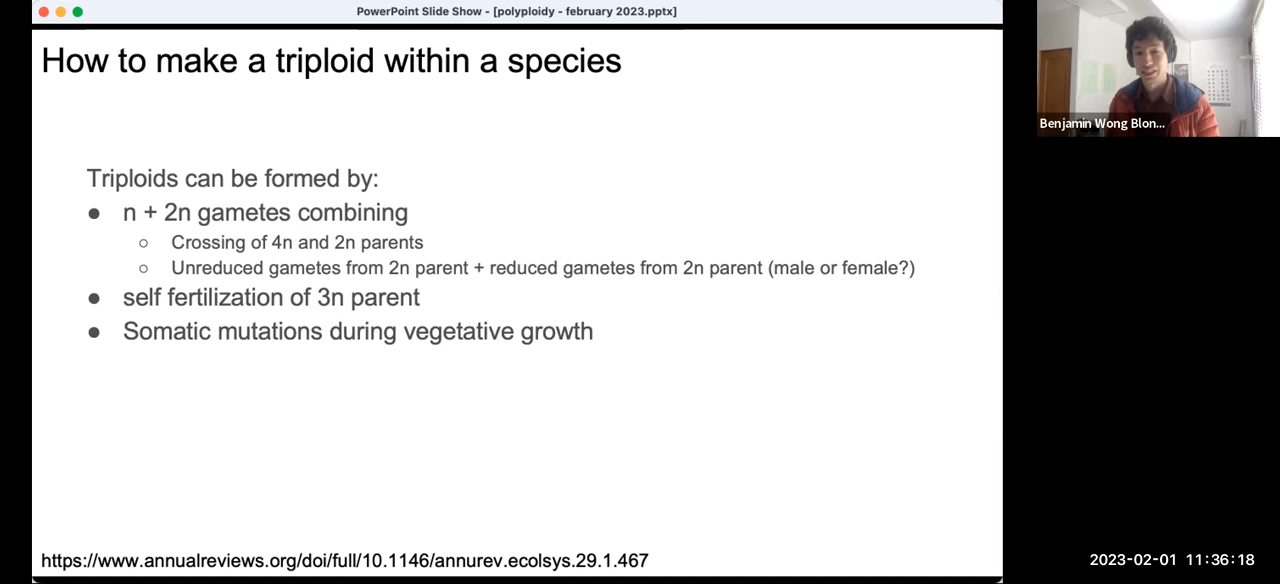 PowerPoint Slide Show - [polyploidy - february 2023.pptx]
How to make a triploid within a species
Triploids can be formed by:
● n + 2n gametes combining
○ Crossing of 4n and 2n parents
○ Unreduced gametes from 2n parent + reduced gametes from 2n parent (male or female?)
● self fertilization of 3n parent
● Somatic mutations during vegetative growth
https://www.annualreviews.org/doi/full/10.1146/annurev.ecolsys.29.1.467
Benjamin Wong Blon...
2023-02-01 11:36:18